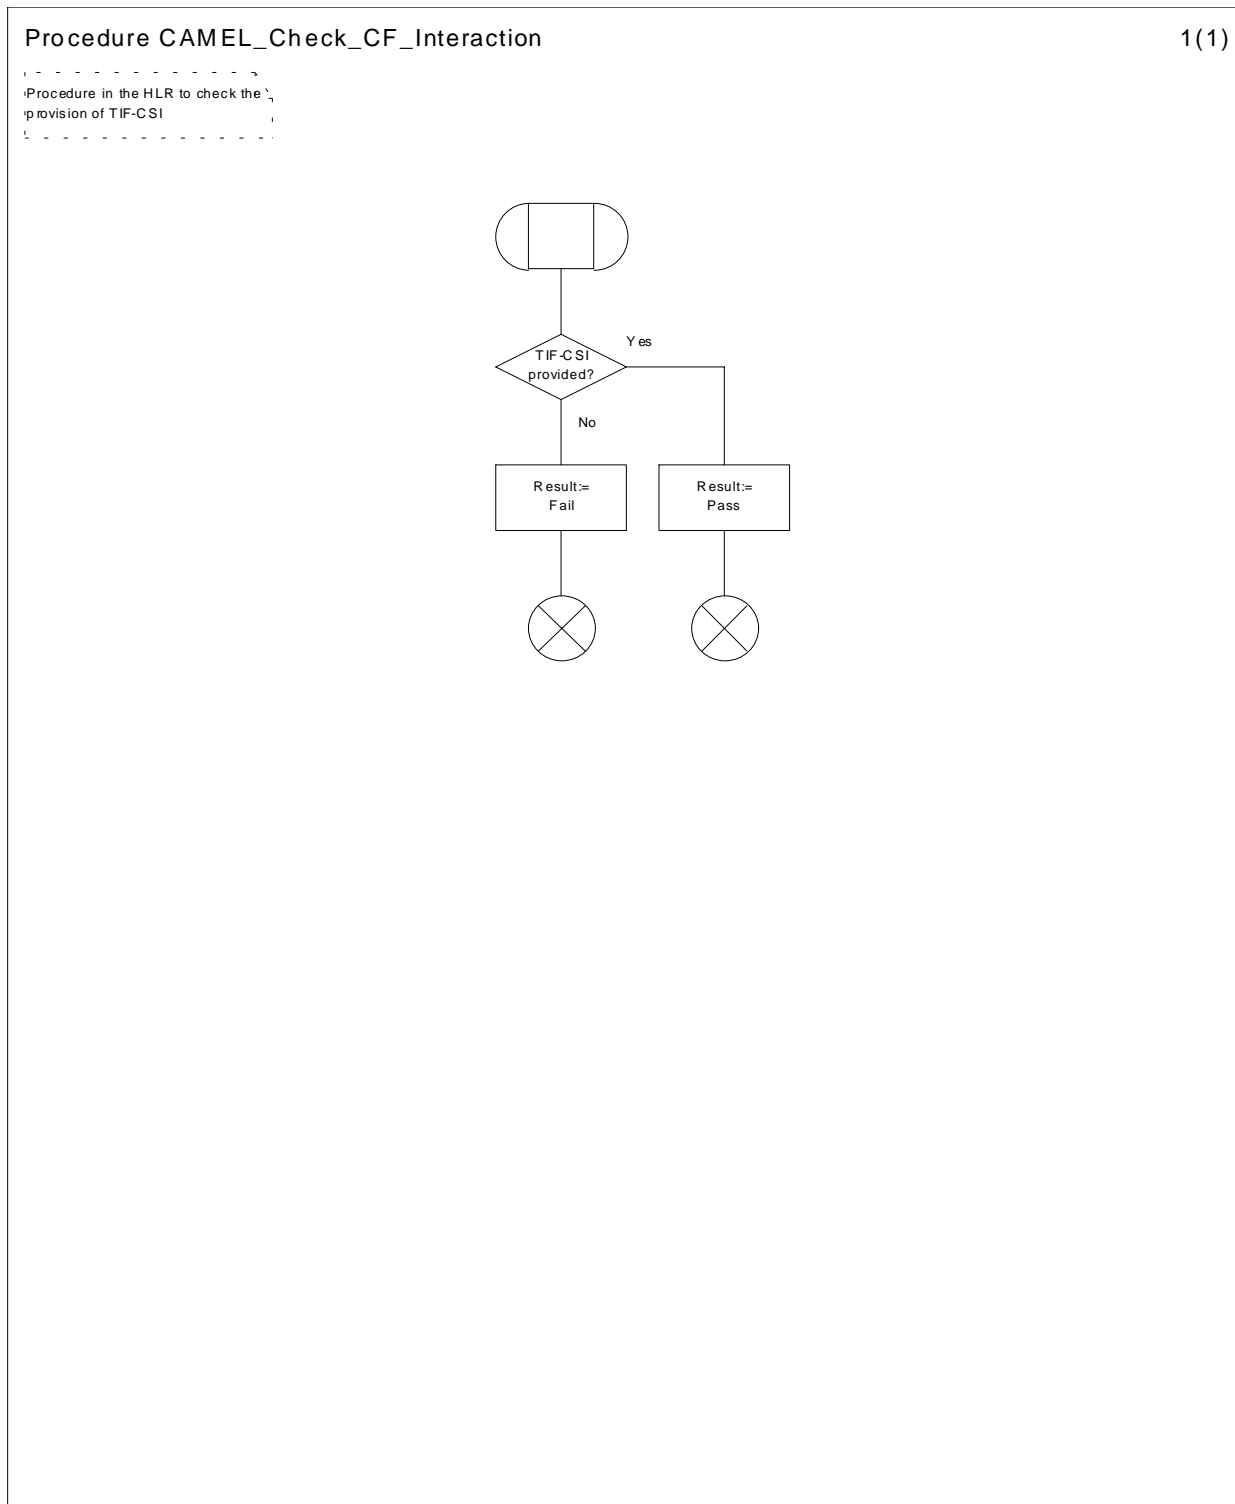 Procedure CAMEL_Check_CF_Interaction 1(1)
Procedure in the HLR to check the
provision of TIF-CSI
Yes
TIF-CSI
provided?
No
Result:=
Fail
Result:=
Pass